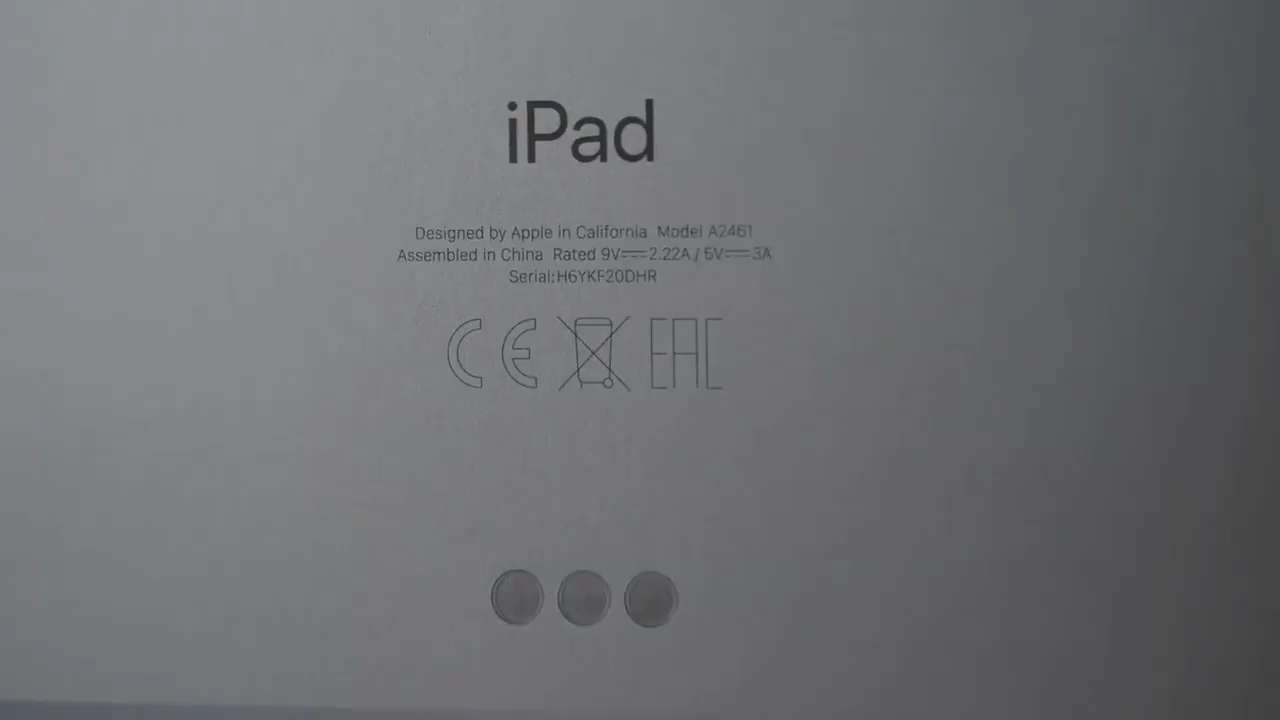 iPad
Designed by Apple in California Model A2461
Assembled in China Rated 9V⎓2.22A / 5V⎓3A
Serial:H6YKF20DHR
CE EAC